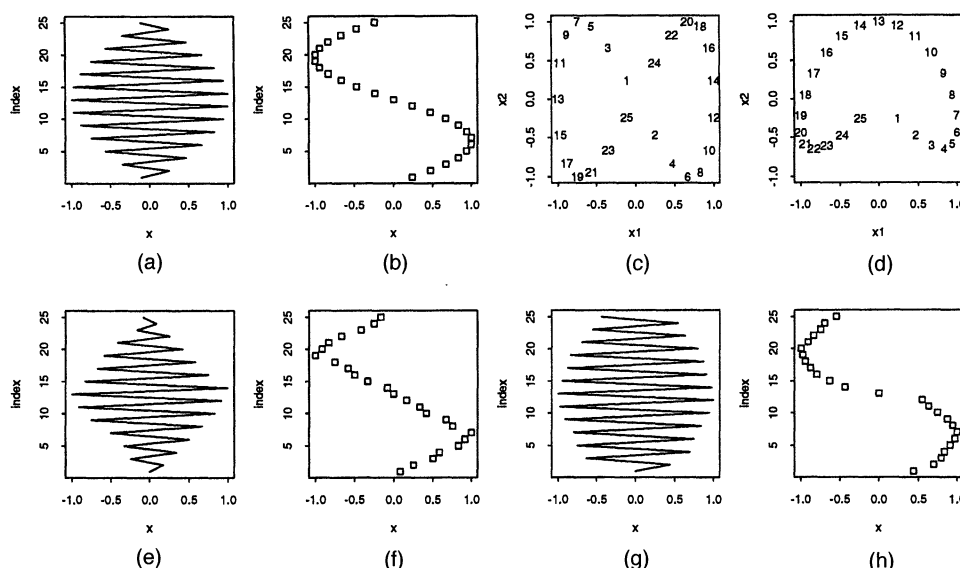 25
20
15
10
5
index
-1.0 -0.5 0.0 0.5 1.0
x
(a)
25
20
15
10
5
index
-1.0 -0.5 0.0 0.5 1.0
x
(b)
1.0
0.5
0.0
-0.5
-1.0
x2
7 5 20 18
9 22
3 16
11 24
1 14
13
25 12
15 2
23 10
17 4
19 21 6 8
-1.0 -0.5 0.0 0.5 1.0
x1
(c)
1.0
0.5
0.0
-0.5
-1.0
x2
14 13 12
15 11
16 10
17 9
18 8
19 25 1 7
20 24 2 6
21 22 23 3 4 5
-1.0 -0.5 0.0 0.5 1.0
x1
(d)
25
20
15
10
5
index
-1.0 -0.5 0.0 0.5 1.0
x
(e)
25
20
15
10
5
index
-1.0 -0.5 0.0 0.5 1.0
x
(f)
25
20
15
10
5
index
-1.0 -0.5 0.0 0.5 1.0
x
(g)
25
20
15
10
5
index
-1.0 -0.5 0.0 0.5 1.0
x
(h)